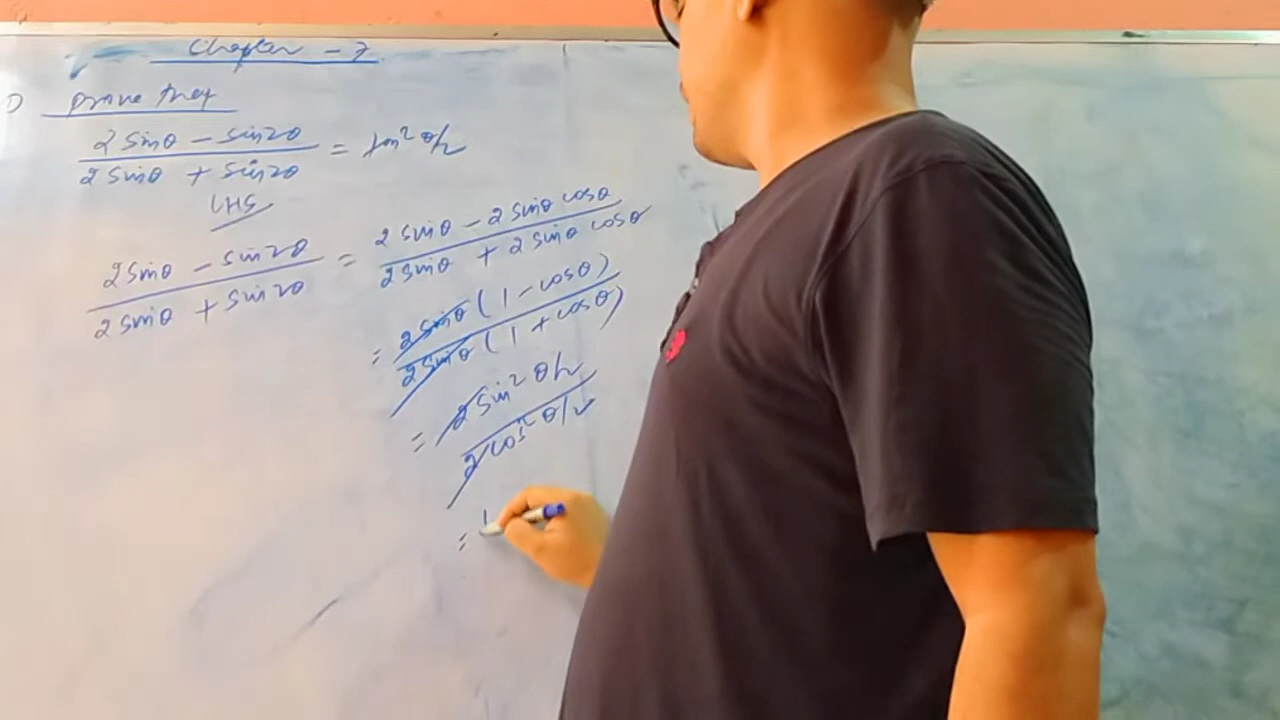 Chapter - 7
1) Prove that
2 sinθ - sin2θ / 2 sinθ + sin2θ = tan² θ/2
LHS
2 sinθ - sin2θ / 2 sinθ + sin2θ = 2 sinθ - 2 sinθ cosθ / 2 sinθ + 2 sinθ cosθ
= 2 sinθ (1 - cosθ) / 2 sinθ (1 + cosθ)
= 2 sin² θ/2 / 2 cos² θ/2
=